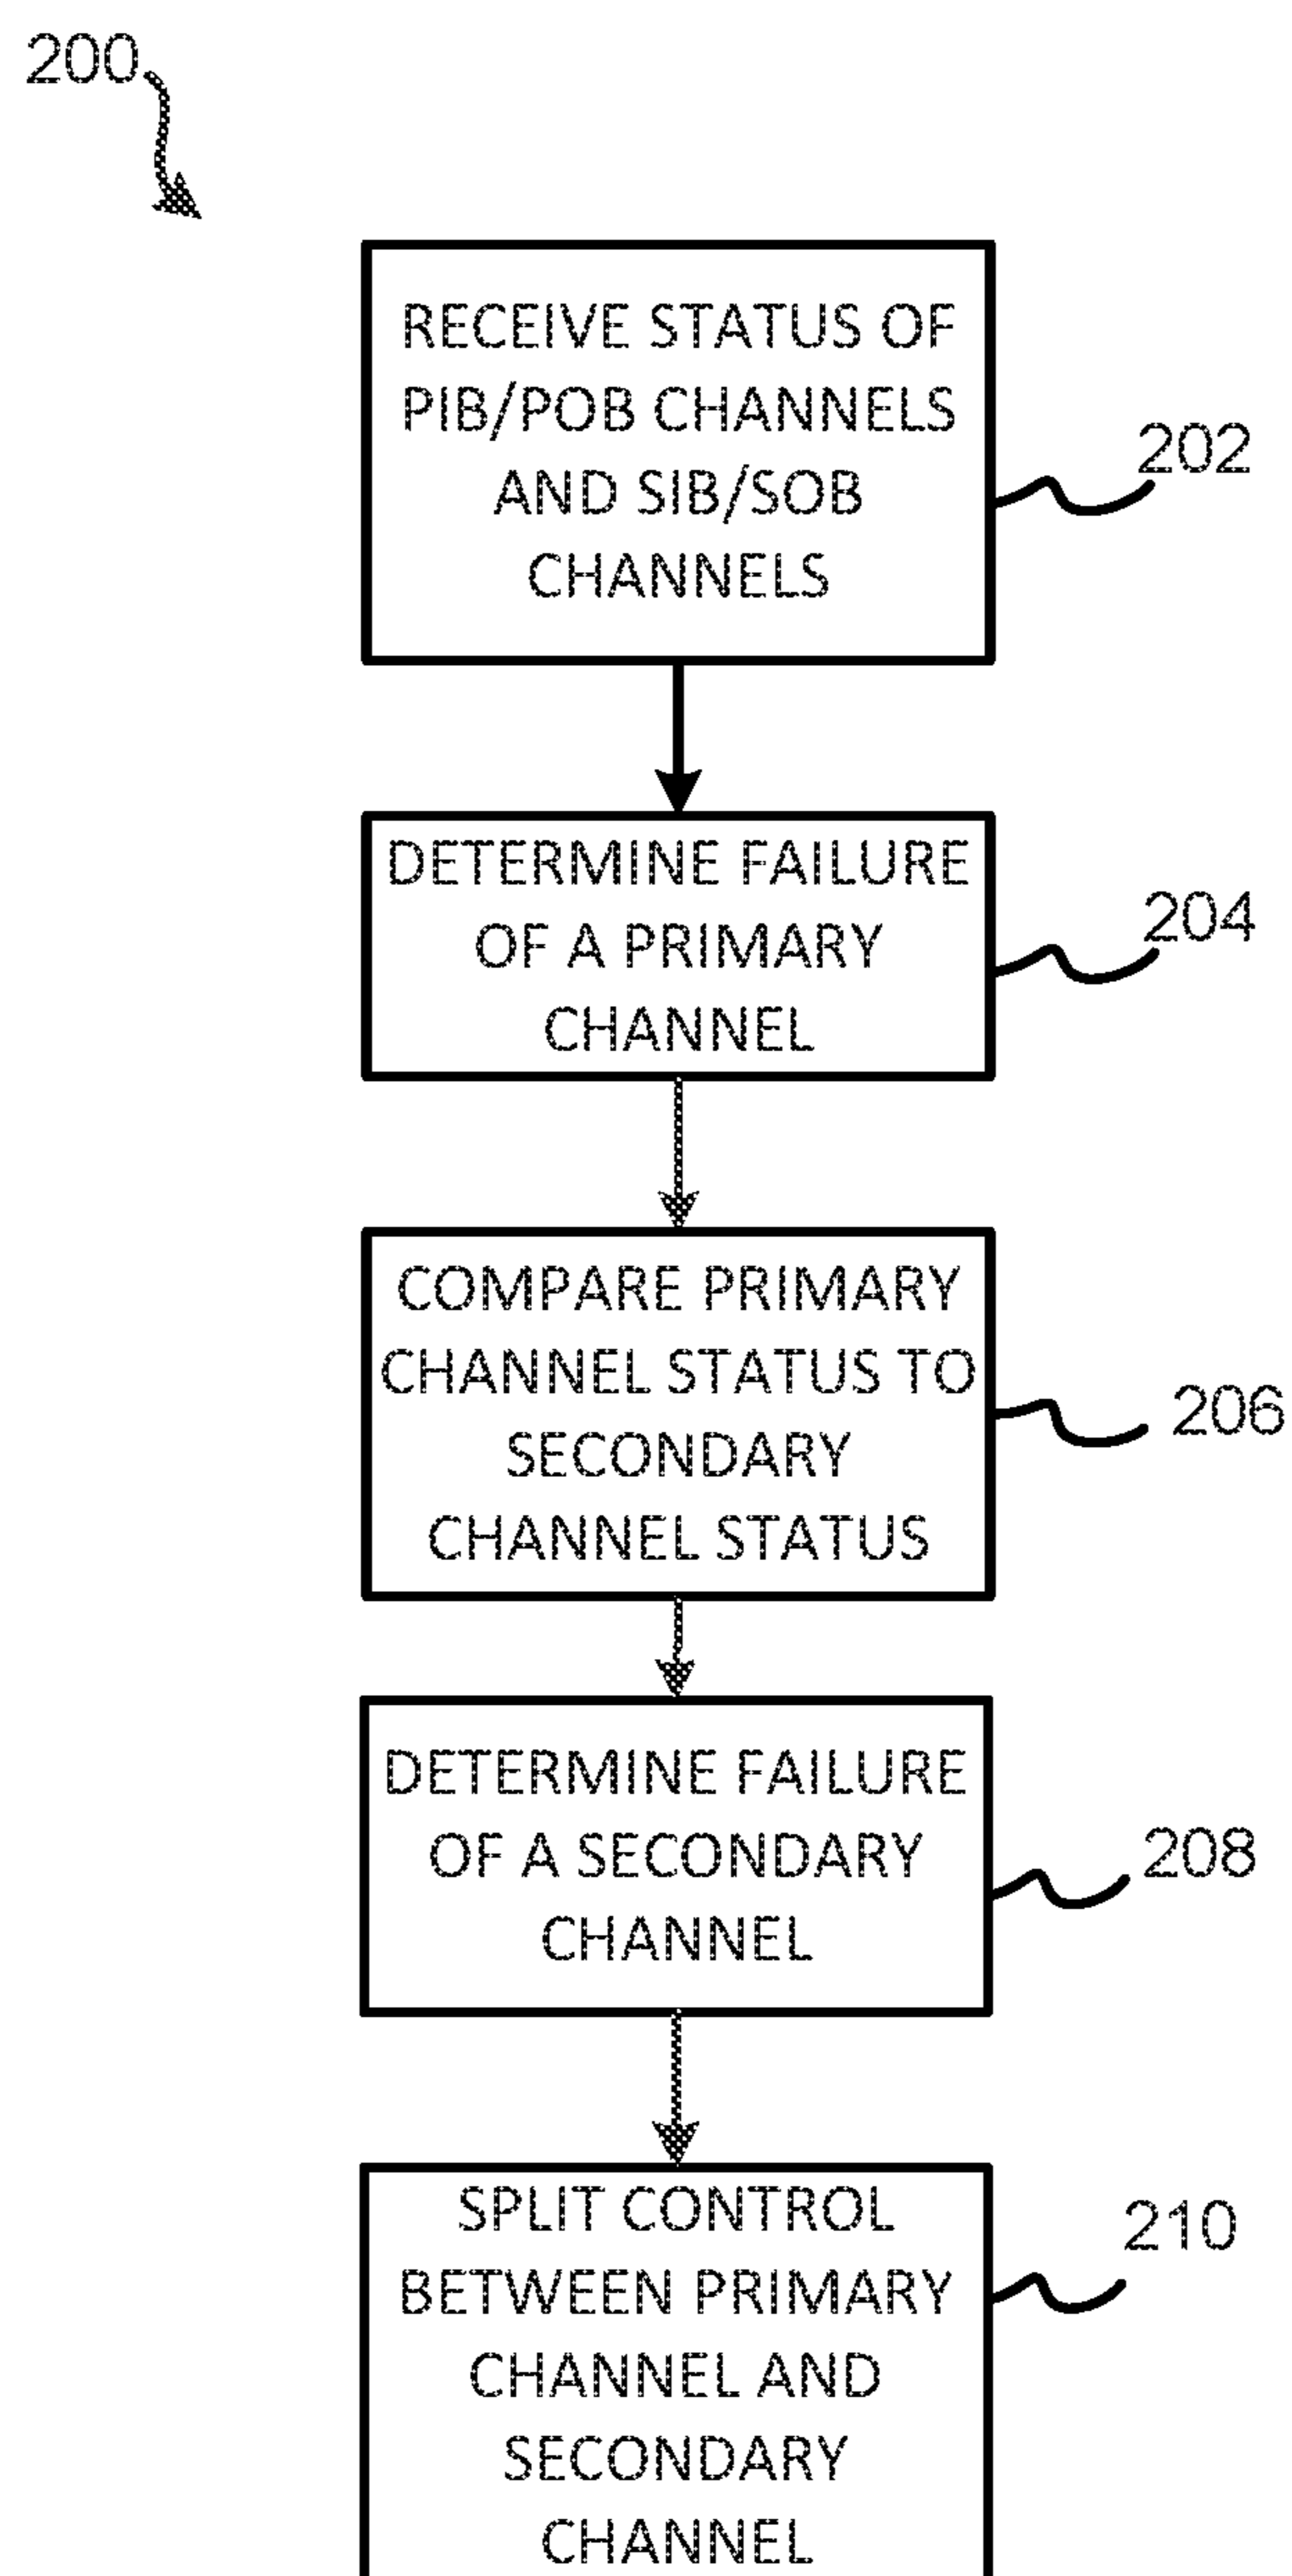 200
RECEIVE STATUS OF
PIB/POB CHANNELS
AND SIB/SOB
CHANNELS
202
DETERMINE FAILURE
OF A PRIMARY
CHANNEL
204
COMPARE PRIMARY
CHANNEL STATUS TO
SECONDARY
CHANNEL STATUS
206
DETERMINE FAILURE
OF A SECONDARY
CHANNEL
208
SPLIT CONTROL
BETWEEN PRIMARY
CHANNEL AND
SECONDARY
CHANNEL
210